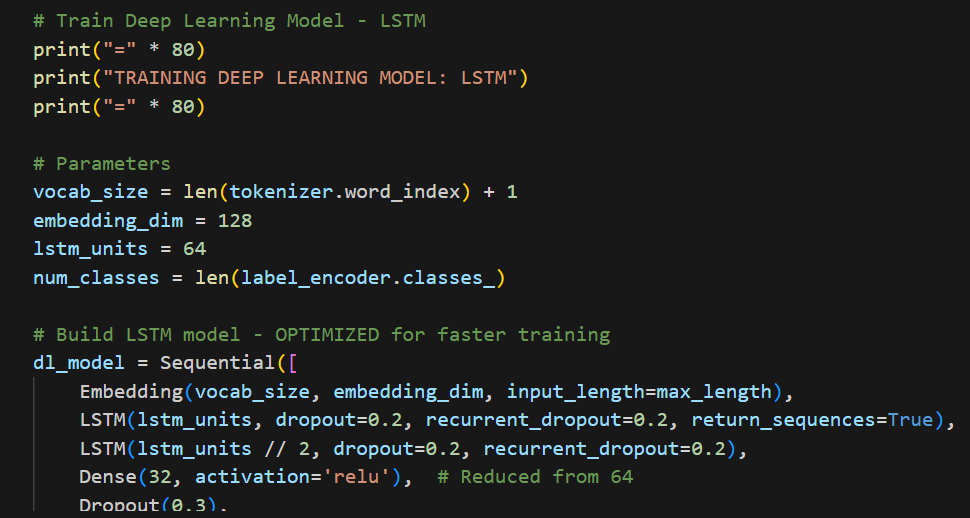 # Train Deep Learning Model - LSTM
print("=" * 80)
print("TRAINING DEEP LEARNING MODEL: LSTM")
print("=" * 80)

# Parameters
vocab_size = len(tokenizer.word_index) + 1
embedding_dim = 128
lstm_units = 64
num_classes = len(label_encoder.classes_)

# Build LSTM model - OPTIMIZED for faster training
dl_model = Sequential([
    Embedding(vocab_size, embedding_dim, input_length=max_length),
    LSTM(lstm_units, dropout=0.2, recurrent_dropout=0.2, return_sequences=True),
    LSTM(lstm_units // 2, dropout=0.2, recurrent_dropout=0.2),
    Dense(32, activation='relu'),  # Reduced from 64
    Dropout(0.3),